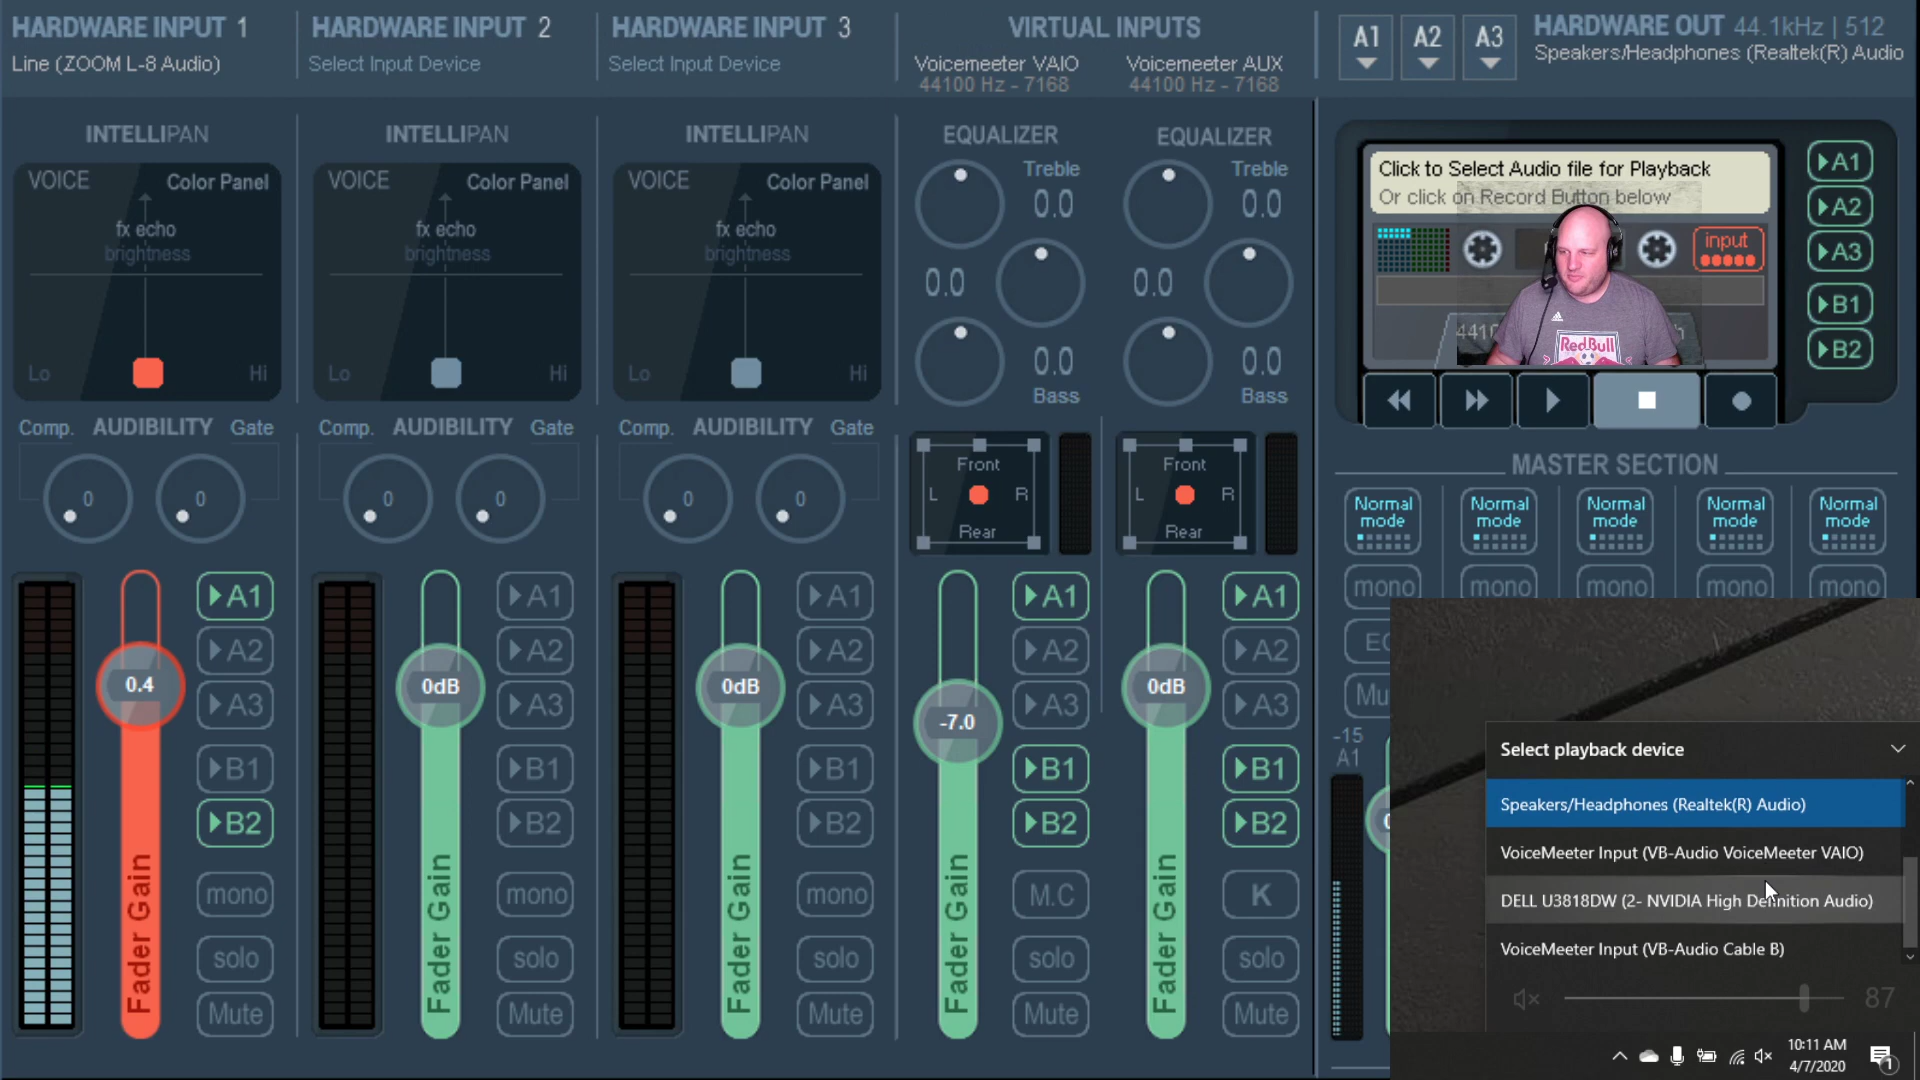 HARDWARE INPUT 1
Line (ZOOM L-8 Audio)
HARDWARE INPUT 2
Select Input Device
HARDWARE INPUT 3
Select Input Device
VIRTUAL INPUTS
Voicemeeter VAIO
44100 Hz - 7168
Voicemeeter AUX
44100 Hz - 7168
A1
A2
A3
HARDWARE OUT 44.1kHz | 512
Speakers/Headphones (Realtek(R) Audio
INTELLIPAN
VOICE
Color Panel
fx echo
brightness
Lo
Hi
INTELLIPAN
VOICE
Color Panel
fx echo
brightness
Lo
Hi
INTELLIPAN
VOICE
Color Panel
fx echo
brightness
Lo
Hi
EQUALIZER
Treble
0.0
0.0
0.0
Bass
EQUALIZER
Treble
0.0
0.0
0.0
Bass
Click to Select Audio file for Playback
Or click on Record Button below
input
RedBull
A1
A2
A3
B1
B2
Comp. AUDIBILITY Gate
0
0
Comp. AUDIBILITY Gate
0
0
Comp. AUDIBILITY Gate
0
0
Front
L
R
Rear
Front
L
R
Rear
MASTER SECTION
Normal
mode
Normal
mode
Normal
mode
Normal
mode
Normal
mode
mono
mono
mono
mono
mono
0.4
Fader Gain
A1
A2
A3
B1
B2
mono
solo
Mute
0dB
Fader Gain
A1
A2
A3
B1
B2
mono
solo
Mute
0dB
Fader Gain
A1
A2
A3
B1
B2
mono
solo
Mute
-7.0
Fader Gain
A1
A2
A3
B1
B2
M.C
solo
Mute
0dB
Fader Gain
A1
A2
A3
B1
B2
K
solo
Mute
-15
A1
Select playback device
Speakers/Headphones (Realtek(R) Audio)
VoiceMeeter Input (VB-Audio VoiceMeeter VAIO)
DELL U3818DW (2- NVIDIA High Definition Audio)
VoiceMeeter Input (VB-Audio Cable B)
87
10:11 AM
4/7/2020
1